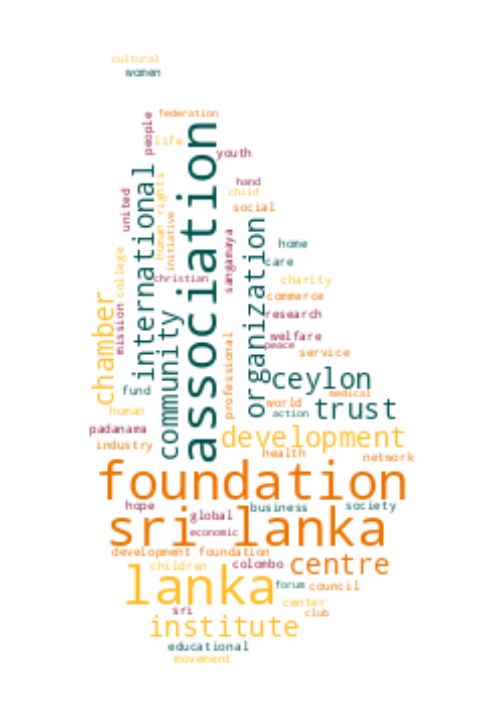 cultural
women
federation
people
life
youth
association
international
hand
child
united
human rights
social
initiative
organization
sangamaya
home
college
care
christian
charity
chamber
commerce
mission
research
community
professional
welfare
peace
service
ceylon
fund
medical
world
trust
human
action
padanama
development
industry
health
network
foundation
hope
business
society
global
sri lanka
economic
development foundation
centre
children
colombo
lanka
forum
council
center
sri
club
institute
educational
movement